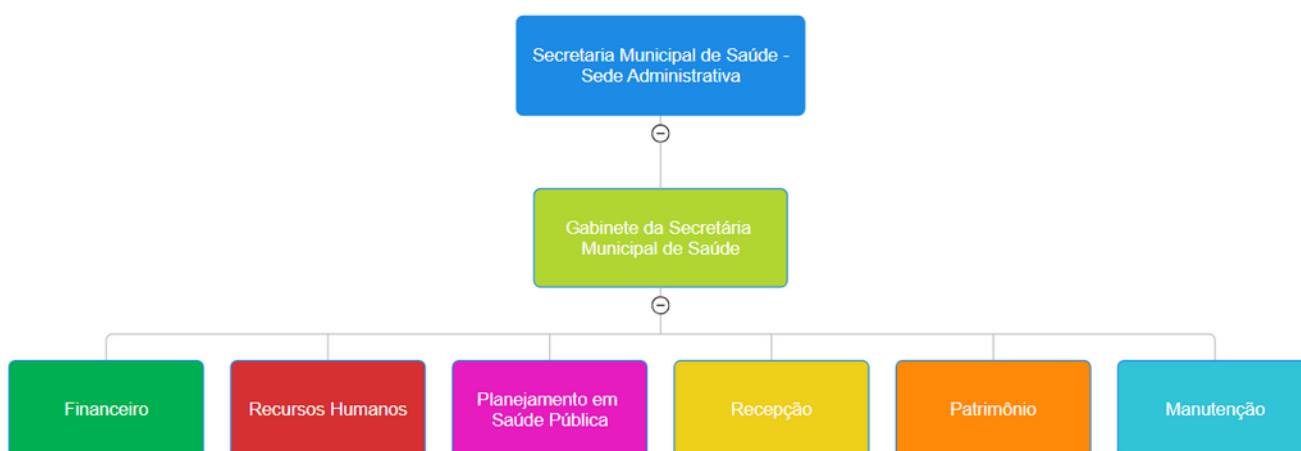 Secretaria Municipal de Saúde -
Sede Administrativa
Gabinete da Secretária
Municipal de Saúde
Financeiro
Recursos Humanos
Planejamento em
Saúde Pública
Recepção
Patrimônio
Manutenção